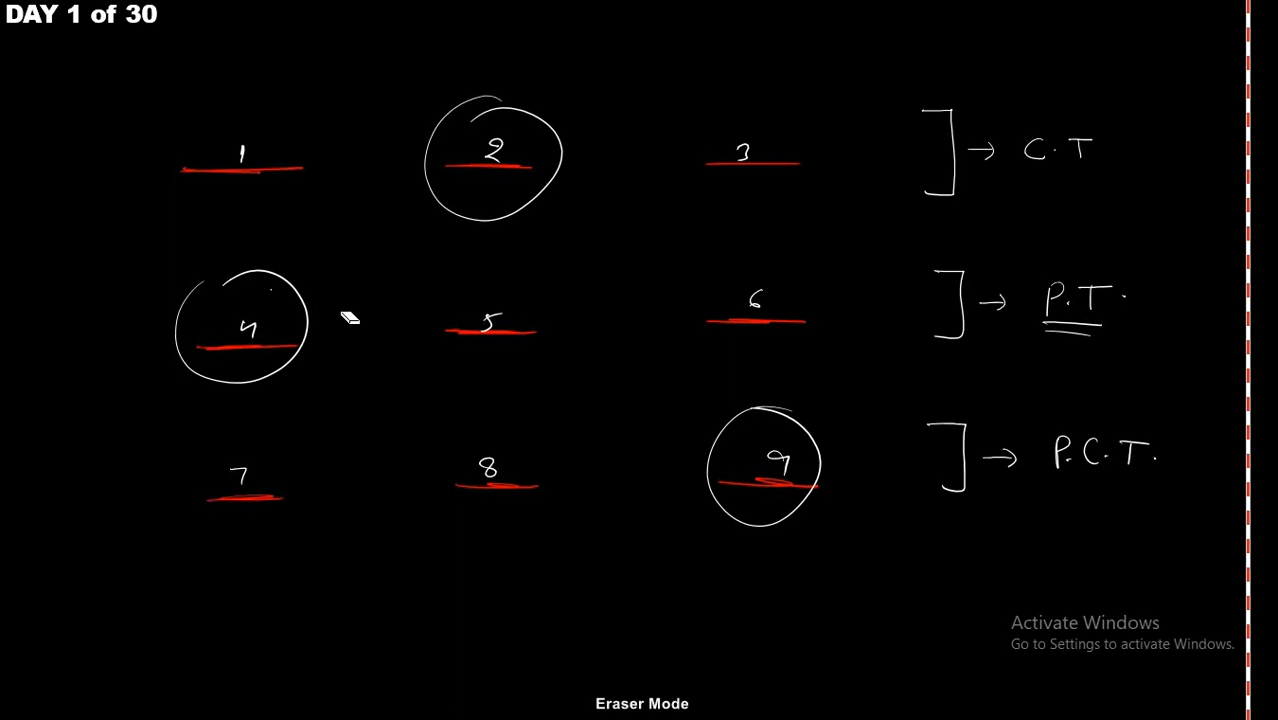 DAY 1 of 30
1 2 3 → C.T
4 5 6 → P.T.
7 8 9 → P.C.T.
Activate Windows
Go to Settings to activate Windows.
Eraser Mode